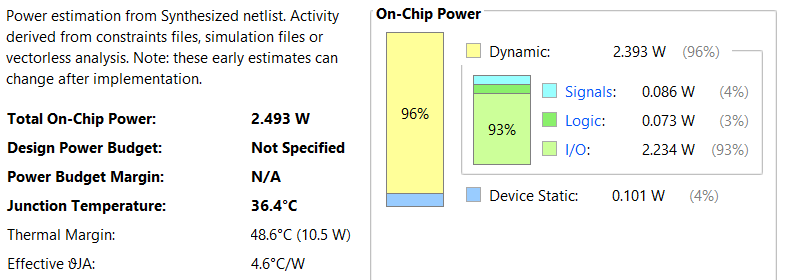 Power estimation from Synthesized netlist. Activity
derived from constraints files, simulation files or
vectorless analysis. Note: these early estimates can
change after implementation.
Total On-Chip Power: 2.493 W
Design Power Budget: Not Specified
Power Budget Margin: N/A
Junction Temperature: 36.4°C
Thermal Margin: 48.6°C (10.5 W)
Effective ϑJA: 4.6°C/W
On-Chip Power
Dynamic: 2.393 W (96%)
96%
Signals: 0.086 W (4%)
Logic: 0.073 W (3%)
93%
I/O: 2.234 W (93%)
Device Static: 0.101 W (4%)